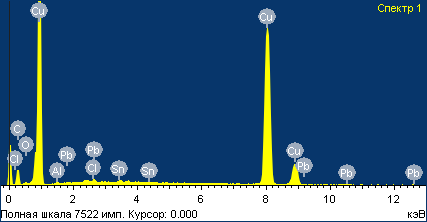 Спектр 1
Cu Cu
C
O
Cl Al Pb Pb Cl Sn Sn Cu Pb Pb Pb
0 2 4 6 8 10 12
Полная шкала 7522 имп. Курсор: 0.000 кэВ